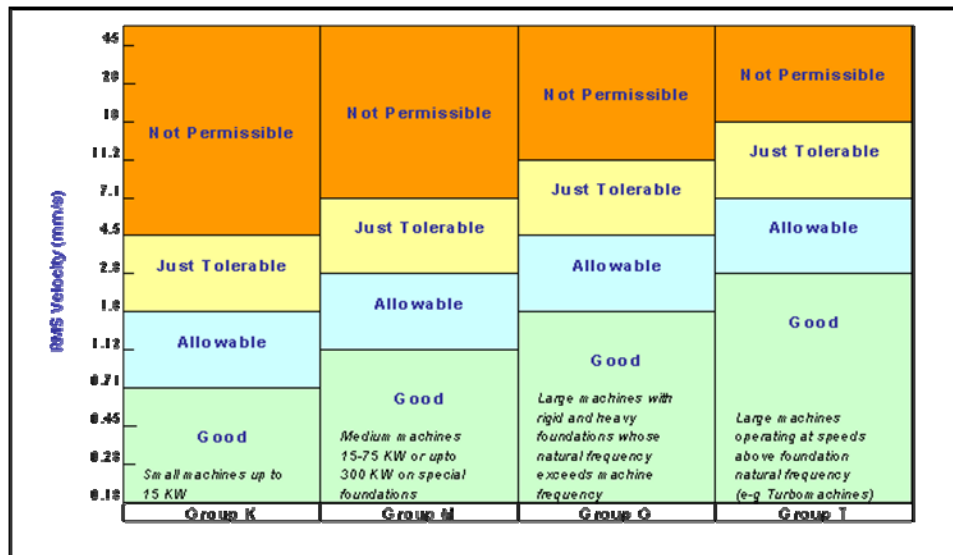 RMS Velocity (mm/s)
45
28
18
11.2
7.1
4.5
2.8
1.8
1.12
0.71
0.45
0.28
0.18
Not Permissible
Just Tolerable
Allowable
Good
Small machines up to
15 KW
Group K
Not Permissible
Just Tolerable
Allowable
Good
Medium machines
15-75 KW or upto
300 KW on special
foundations
Group M
Not Permissible
Just Tolerable
Allowable
Good
Large machines with
rigid and heavy
foundations whose
natural frequency
exceeds machine
frequency
Group G
Not Permissible
Just Tolerable
Allowable
Good
Large machines
operating at speeds
above foundation
natural frequency
(e-g Turbomachines)
Group T